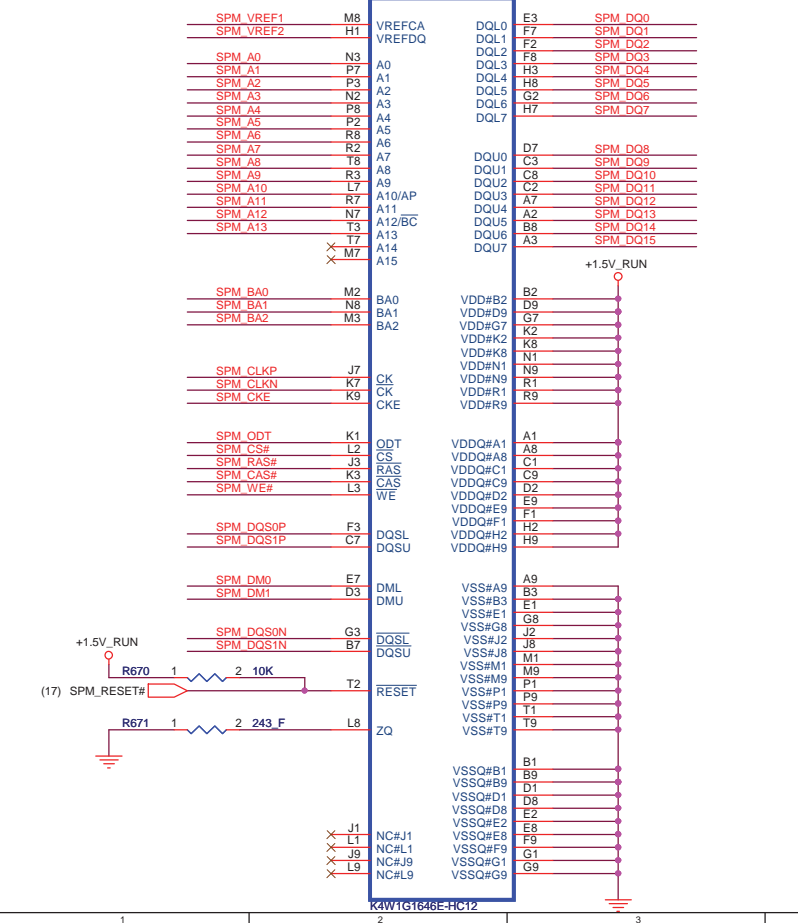 SPM_VREF1 M8 VREFCA DQL0 E3 SPM_DQ0
SPM_VREF2 H1 VREFDQ DQL1 F7 SPM_DQ1
DQL2 F2 SPM_DQ2
SPM_A0 N3 A0 DQL3 F8 SPM_DQ3
SPM_A1 P7 A1 DQL4 H3 SPM_DQ4
SPM_A2 P3 A2 DQL5 H8 SPM_DQ5
SPM_A3 N2 A3 DQL6 G2 SPM_DQ6
SPM_A4 P8 A4 DQL7 H7 SPM_DQ7
SPM_A5 P2 A5
SPM_A6 R8 A6
SPM_A7 R2 A7 DQU0 D7 SPM_DQ8
SPM_A8 T8 A8 DQU1 C3 SPM_DQ9
SPM_A9 R3 A9 DQU2 C8 SPM_DQ10
SPM_A10 L7 A10/AP DQU3 C2 SPM_DQ11
SPM_A11 R7 A11 DQU4 A7 SPM_DQ12
SPM_A12 N7 A12/BC DQU5 A2 SPM_DQ13
SPM_A13 T3 A13 DQU6 B8 SPM_DQ14
T7 A14 DQU7 A3 SPM_DQ15
M7 A15
+1.5V_RUN
SPM_BA0 M2 BA0 VDD#B2 B2
SPM_BA1 N8 BA1 VDD#D9 D9
SPM_BA2 M3 BA2 VDD#G7 G7
VDD#K2 K2
VDD#K8 K8
VDD#N1 N1
SPM_CLKP J7 CK VDD#N9 N9
SPM_CLKN K7 CK VDD#R1 R1
SPM_CKE K9 CKE VDD#R9 R9
SPM_ODT K1 ODT VDDQ#A1 A1
SPM_CS# L2 CS VDDQ#A8 A8
SPM_RAS# J3 RAS VDDQ#C1 C1
SPM_CAS# K3 CAS VDDQ#C9 C9
SPM_WE# L3 WE VDDQ#D2 D2
VDDQ#E9 E9
VDDQ#F1 F1
SPM_DQS0P F3 DQSL VDDQ#H2 H2
SPM_DQS1P C7 DQSU VDDQ#H9 H9
SPM_DM0 E7 DML VSS#A9 A9
SPM_DM1 D3 DMU VSS#B3 B3
VSS#E1 E1
VSS#G8 G8
SPM_DQS0N G3 DQSL VSS#J2 J2
SPM_DQS1N B7 DQSU VSS#J8 J8
+1.5V_RUN
VSS#M1 M1
R670 1 2 10K VSS#M9 M9
(17) SPM_RESET# T2 RESET VSS#P1 P1
VSS#P9 P9
VSS#T1 T1
R671 1 2 243_F L8 ZQ VSS#T9 T9
VSSQ#B1 B1
VSSQ#B9 B9
VSSQ#D1 D1
VSSQ#D8 D8
VSSQ#E2 E2
J1 NC#J1 VSSQ#E8 E8
L1 NC#L1 VSSQ#F9 F9
J9 NC#J9 VSSQ#G1 G1
L9 NC#L9 VSSQ#G9 G9
K4W1G1646E-HC12
1 2 3